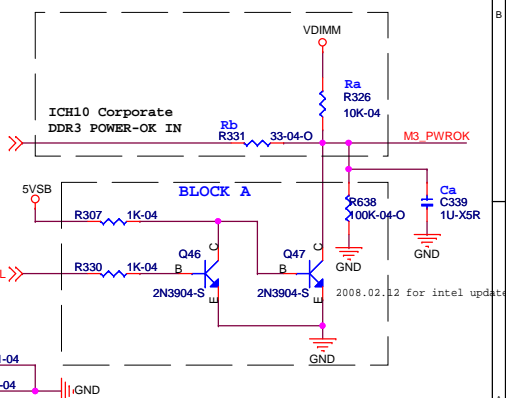 B
VDIMM
Ra
R326
10K-04
ICH10 Corporate
DDR3 POWER-OK IN
Rb
R331
33-04-O
M3_PWROK
5VSB
BLOCK A
R307
1K-04
R638
100K-04-O
Ca
C339
1U-X5R
GND
GND
Q46
C
B
E
2N3904-S
Q47
C
B
E
2N3904-S
L
R330
1K-04
2008.02.12 for intel update
GND
-04
-04
GND